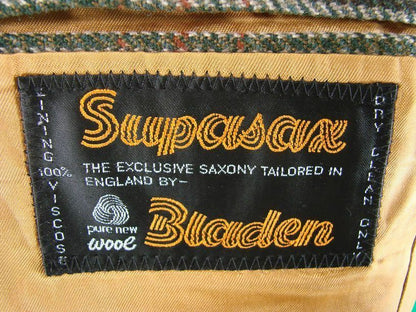 Supasax
THE EXCLUSIVE SAXONY TAILORED IN
ENGLAND BY-
pure new
wool
Bladen
LINING 100% VISCOSE
DRY CLEAN ONLY